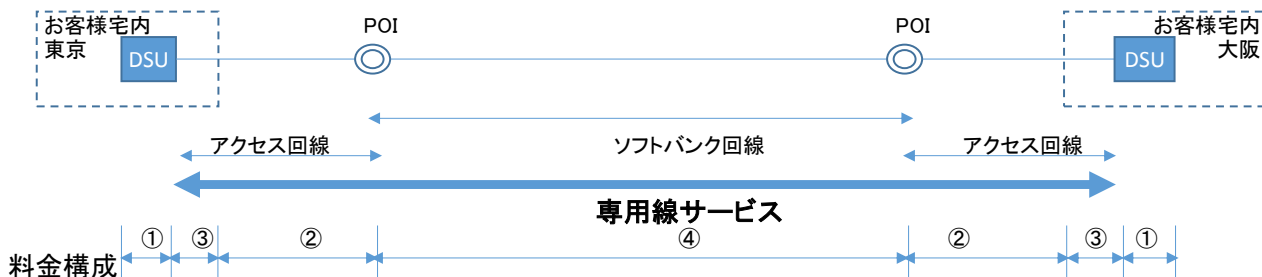 お客様宅内
東京
DSU
POI
POI
お客様宅内
大阪
DSU
アクセス回線
ソフトバンク回線
アクセス回線
専用線サービス
料金構成
①
③
②
④
②
③
①